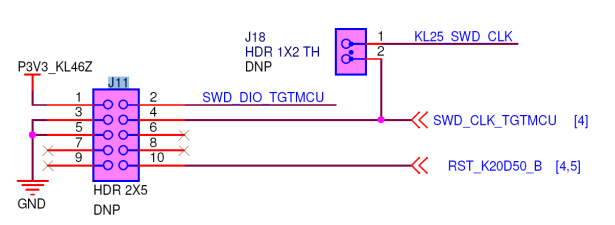 J18
HDR 1X2 TH
DNP
1
2
KL25_SWD_CLK
P3V3_KL46Z
J11
1 2 SWD_DIO_TGTMCU
3 4 SWD_CLK_TGTMCU [4]
5 6
7 8
9 10 RST_K20D50_B [4,5]
HDR 2X5
DNP
GND